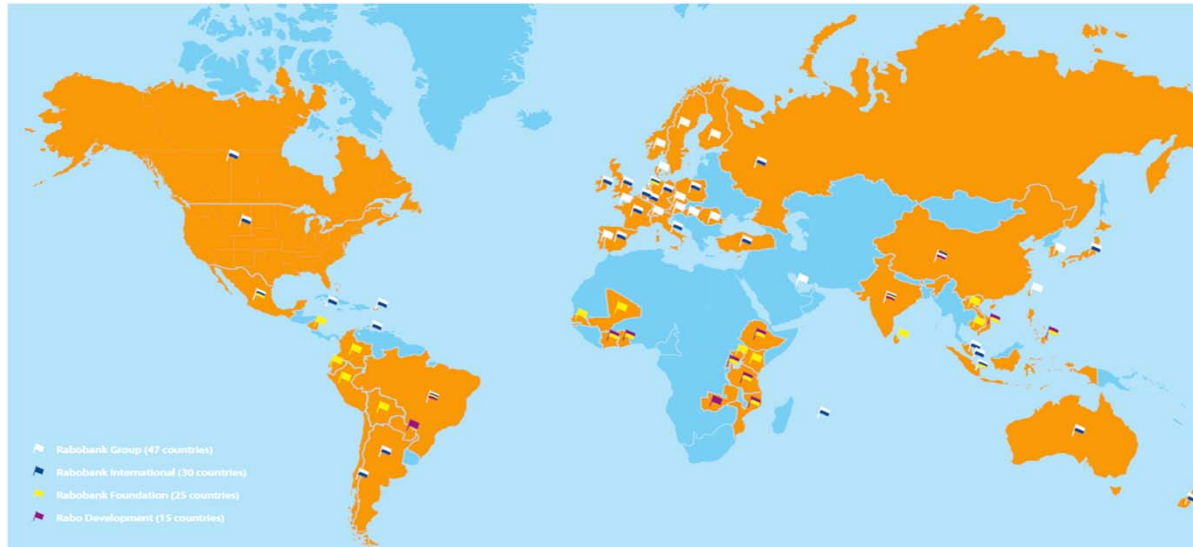 Rabobank Group (47 countries)
Rabobank International (30 countries)
Rabobank Foundation (25 countries)
Rabo Development (15 countries)